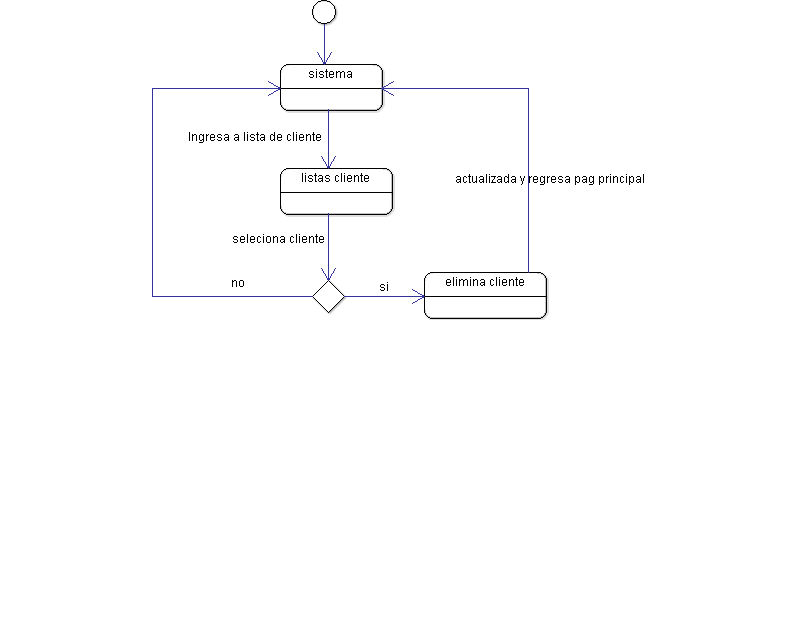 sistema
Ingresa a lista de cliente
listas cliente
actualizada y regresa pag principal
seleciona cliente
no
si
elimina cliente